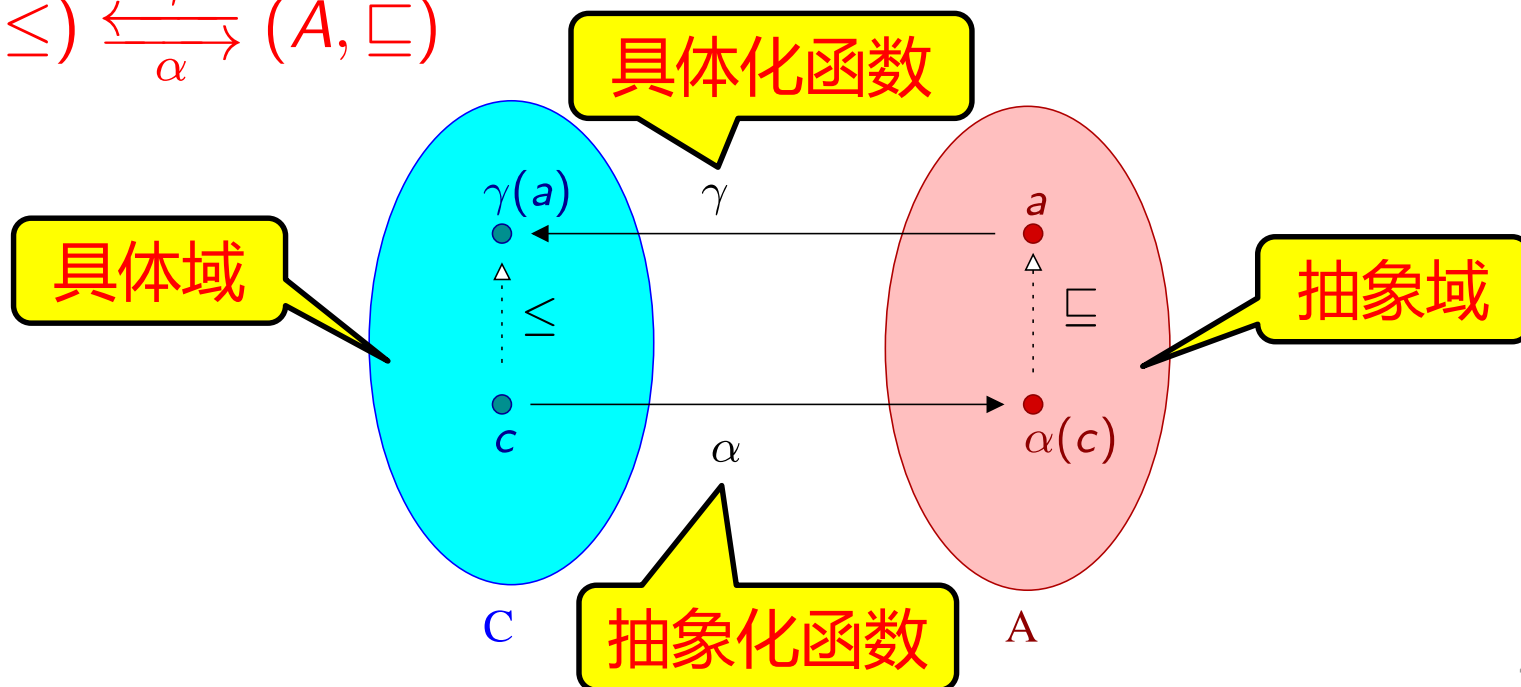 ≤) ⇄ (A, ⊑)
α
具体化函数
γ(a)
γ
a
具体域
≤
⊑
抽象域
c
α
α(c)
C
抽象化函数
A